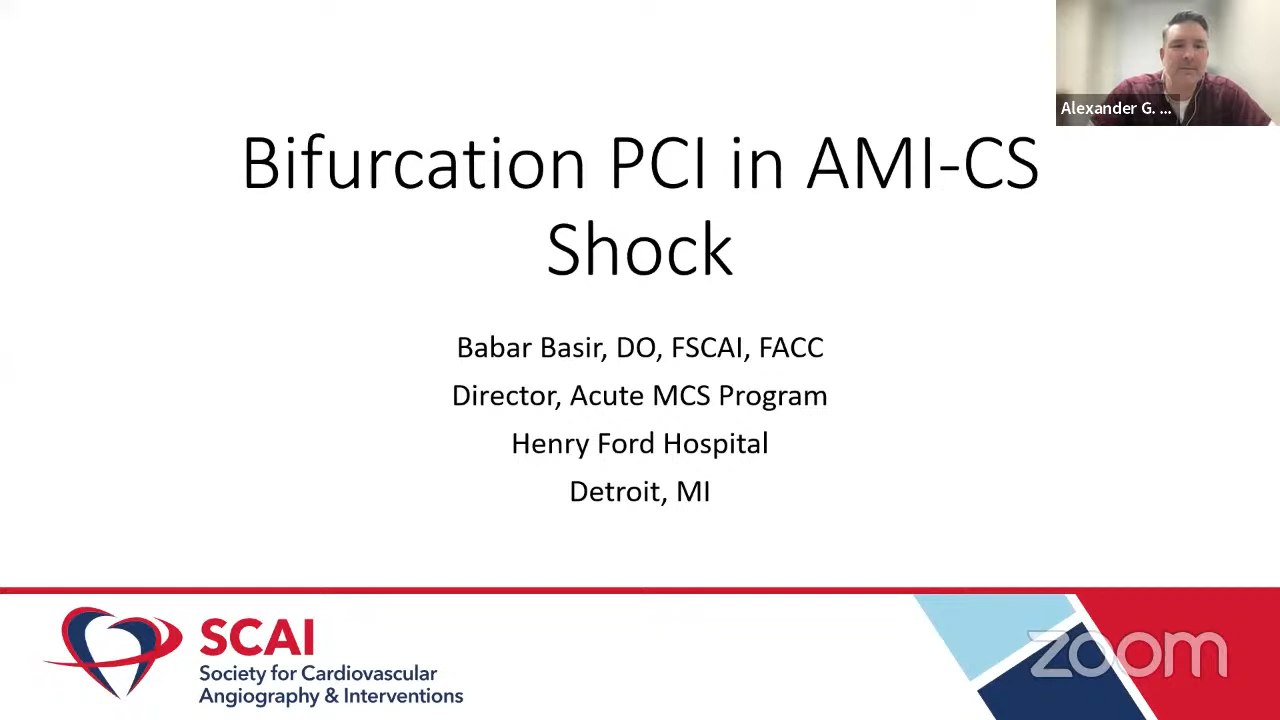 Alexander G. ...
Bifurcation PCI in AMI-CS
Shock
Babar Basir, DO, FSCAI, FACC
Director, Acute MCS Program
Henry Ford Hospital
Detroit, MI
SCAI
Society for Cardiovascular
Angiography & Interventions
zoom